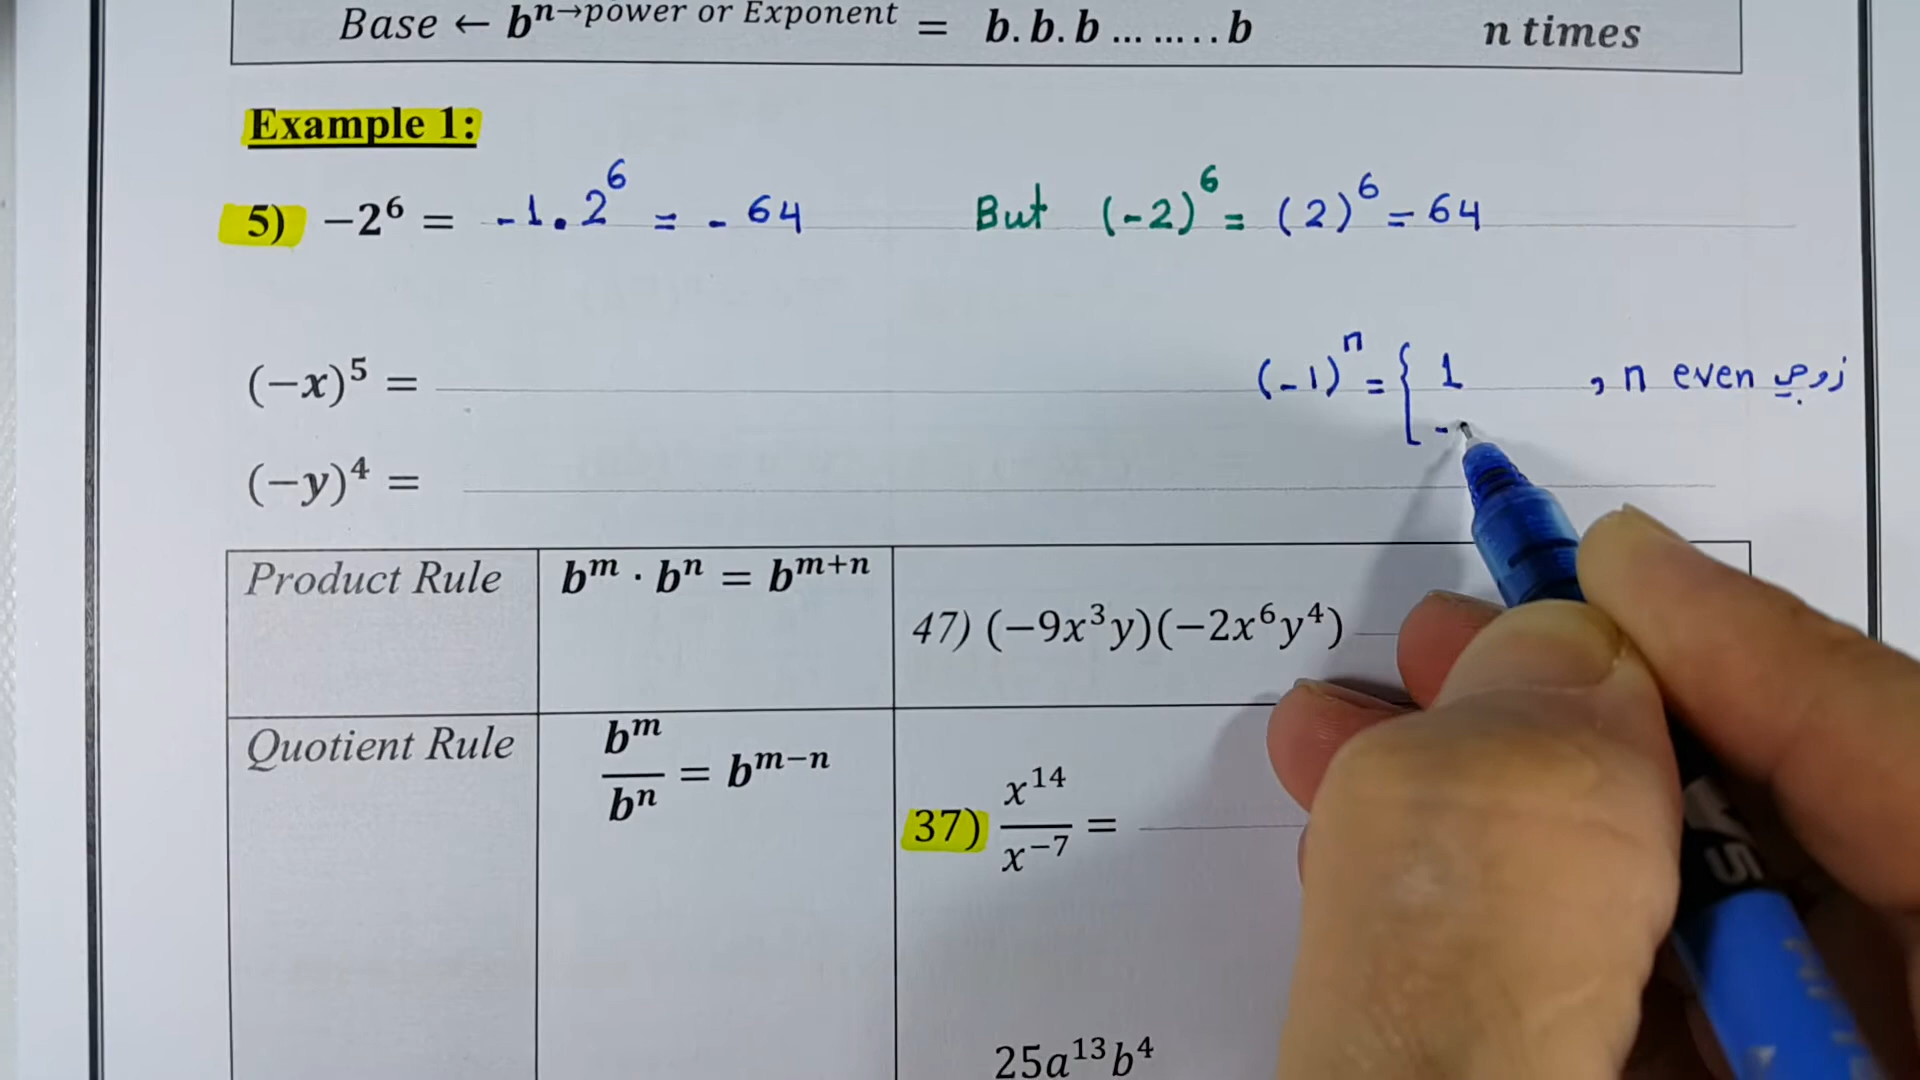 Base ← bⁿ→power or Exponent = b.b.b ........ b n times
Example 1:
5) −2⁶ = -1 . 2⁶ = - 64 But (-2)⁶ = (2)⁶ = 64
(−x)⁵ = (-1)ⁿ = { 1 , n even زوجي
-
(−y)⁴ =
Product Rule bᵐ · bⁿ = bᵐ⁺ⁿ
47) (−9x³y)(−2x⁶y⁴)
Quotient Rule bᵐ/bⁿ = bᵐ⁻ⁿ
37) x¹⁴/x⁻⁷ =
25a¹³b⁴